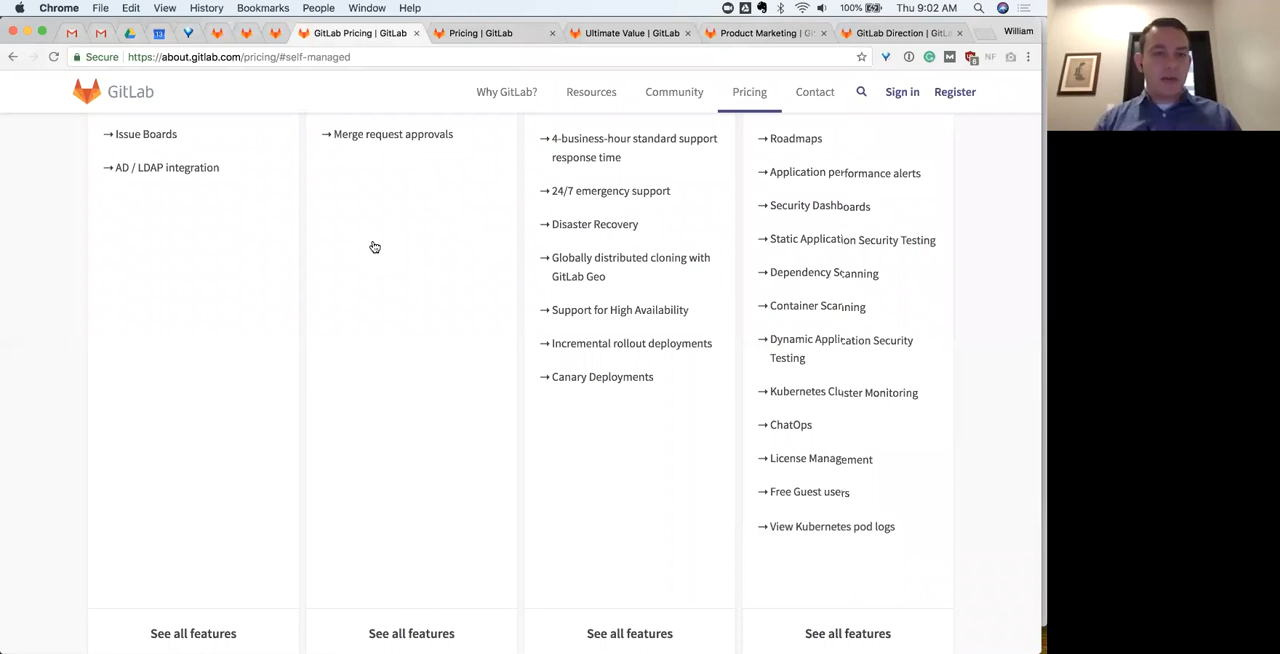 Chrome File Edit View History Bookmarks People Window Help 100% Thu 9:02 AM
GitLab Pricing | GitLab × Pricing | GitLab × Ultimate Value | GitLab × Product Marketing | G × GitLab Direction | GitL × William
Secure https://about.gitlab.com/pricing/#self-managed
GitLab Why GitLab? Resources Community Pricing Contact Sign in Register
→ Issue Boards
→ AD / LDAP integration
→ Merge request approvals
→ 4-business-hour standard support
response time
→ 24/7 emergency support
→ Disaster Recovery
→ Globally distributed cloning with
GitLab Geo
→ Support for High Availability
→ Incremental rollout deployments
→ Canary Deployments
→ Roadmaps
→ Application performance alerts
→ Security Dashboards
→ Static Application Security Testing
→ Dependency Scanning
→ Container Scanning
→ Dynamic Application Security
Testing
→ Kubernetes Cluster Monitoring
→ ChatOps
→ License Management
→ Free Guest users
→ View Kubernetes pod logs
See all features See all features See all features See all features